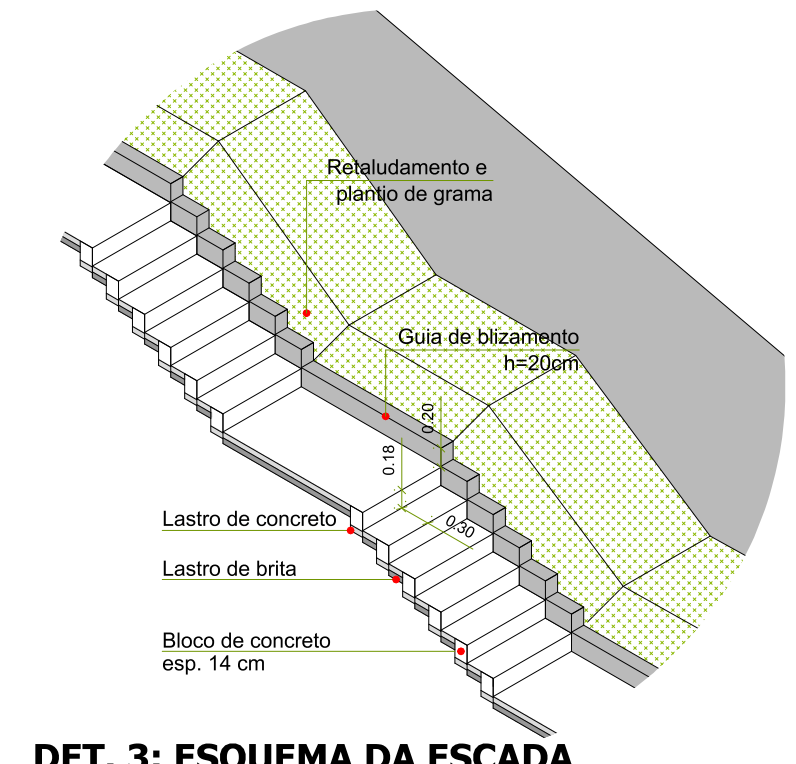 Retaludamento e
plantio de grama
Guia de blizamento
h=20cm
0.20
0.18
0.30
Lastro de concreto
Lastro de brita
Bloco de concreto
esp. 14 cm
DET. 3: ESQUEMA DA ESCADA